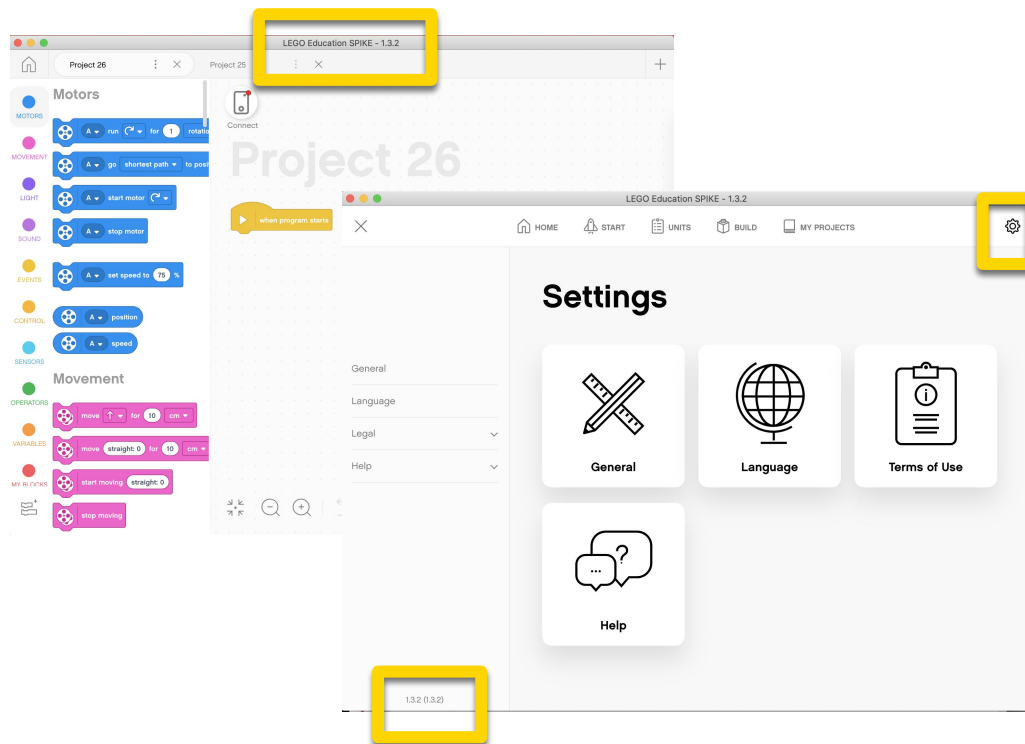 LEGO Education SPIKE - 1.3.2
Project 26
Project 25
MOTORS
MOVEMENT
LIGHT
SOUND
EVENTS
CONTROL
SENSORS
OPERATORS
VARIABLES
MY BLOCKS
Motors
A run for 1
A go shortest path to
A start motor
A stop motor
A set speed to 75 %
A position
A speed
Movement
move for 10 cm
move straight: 0 for 10 cm
start moving straight: 0
stop moving
Connect
Project 26
when program starts
LEGO Education SPIKE - 1.3.2
HOME START UNITS BUILD MY PROJECTS
Settings
General
Language
Legal
Help
General
Language
Terms of Use
Help
1.3.2 (1.3.2)